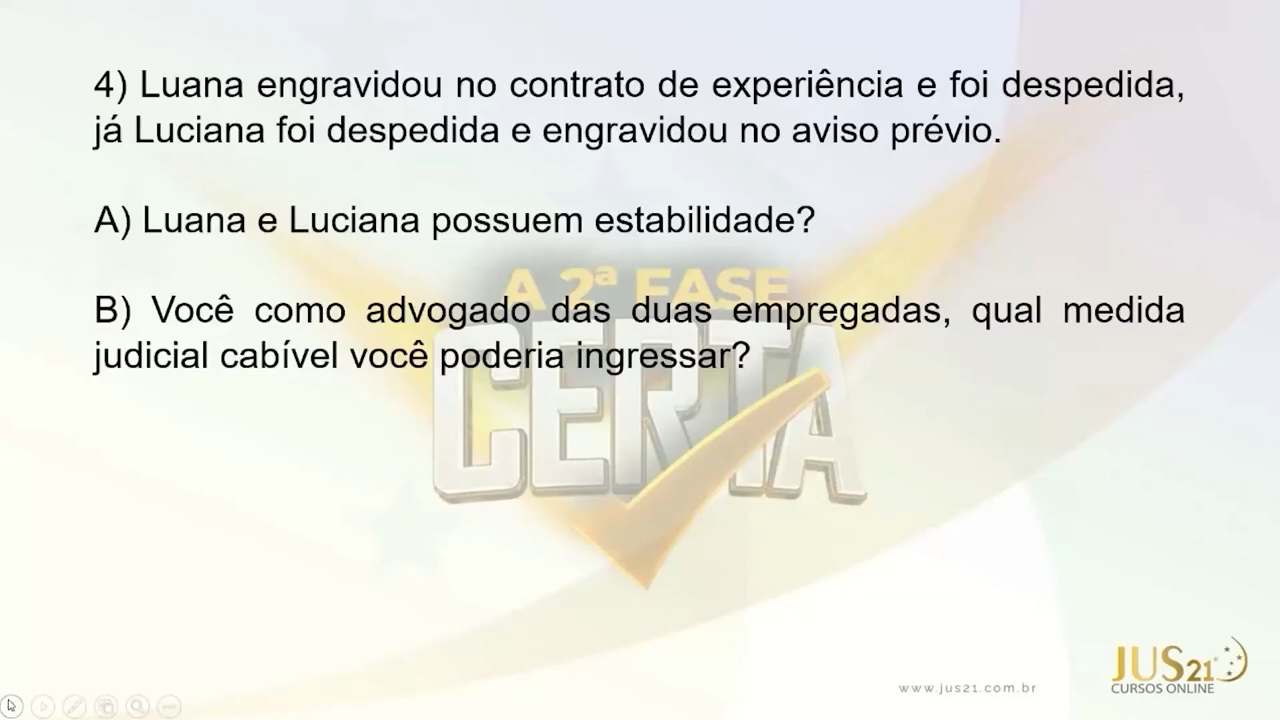 4) Luana engravidou no contrato de experiência e foi despedida,
já Luciana foi despedida e engravidou no aviso prévio.
A) Luana e Luciana possuem estabilidade?
A 2ª FASE
B) Você como advogado das duas empregadas, qual medida
judicial cabível você poderia ingressar?
CERTA
JUS21
CURSOS ONLINE
www.jus21.com.br